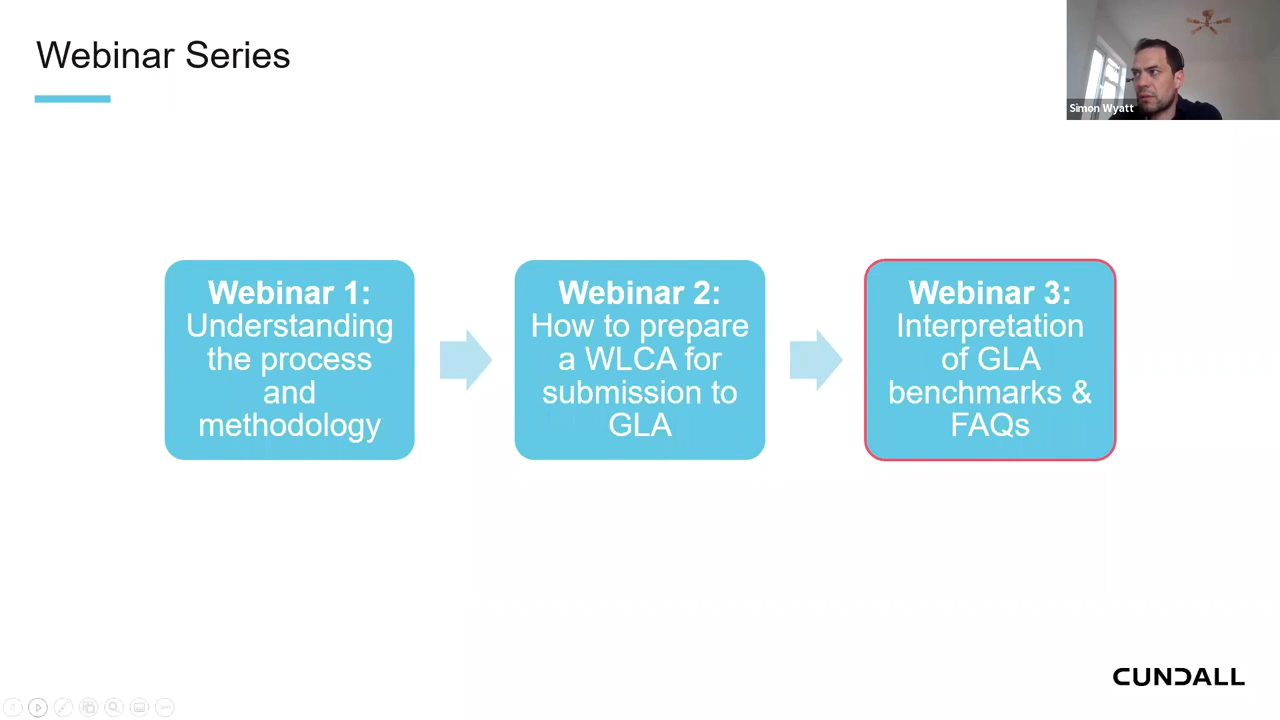 Webinar Series
Simon Wyatt
Webinar 1:
Understanding
the process
and
methodology
Webinar 2:
How to prepare
a WLCA for
submission to
GLA
Webinar 3:
Interpretation
of GLA
benchmarks &
FAQs
CUNDALL